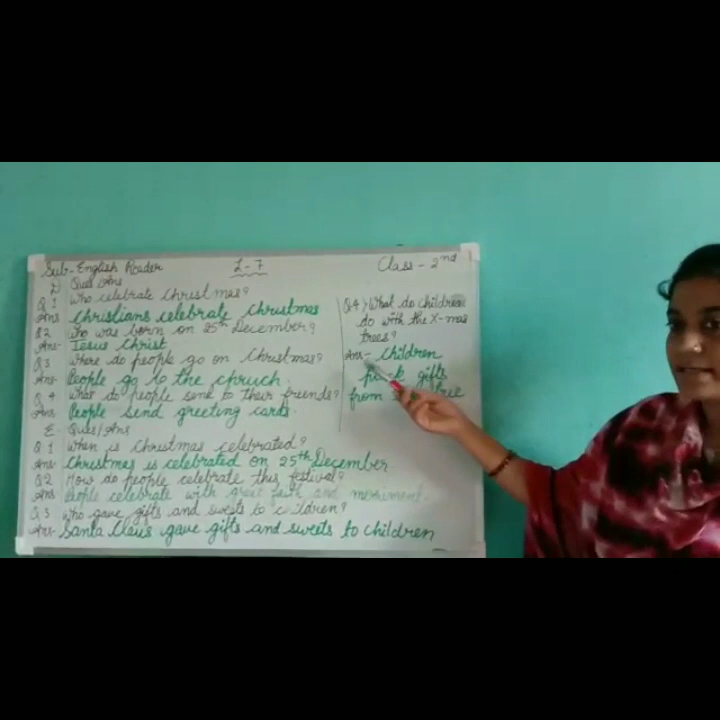 Sub- English Reader L-7 Class - 2nd
D) Ques/Ans
Q.1 Who celebrate Christmas?
Ans Christians celebrate Christmas
Q.2 Who was born on 25th December?
Ans- Jesus Christ
Q.3 Where do people go on Christmas?
Ans- People go to the chruch.
Q.4 What do people send to their friends?
Ans People send greeting cards.
E. Ques/Ans
Q.1 When is Christmas celebrated?
Ans- Christmas is celebrated on 25th December
Q.2 How do people celebrate this festival?
Ans People celebrate with great faith and merriment.
Q.3 Who gave gifts and sweets to children?
Ans- Santa Claus gave gifts and sweets to children
Q.4) What do children
do with the X-mas
trees?
Ans- Children
gifts
from